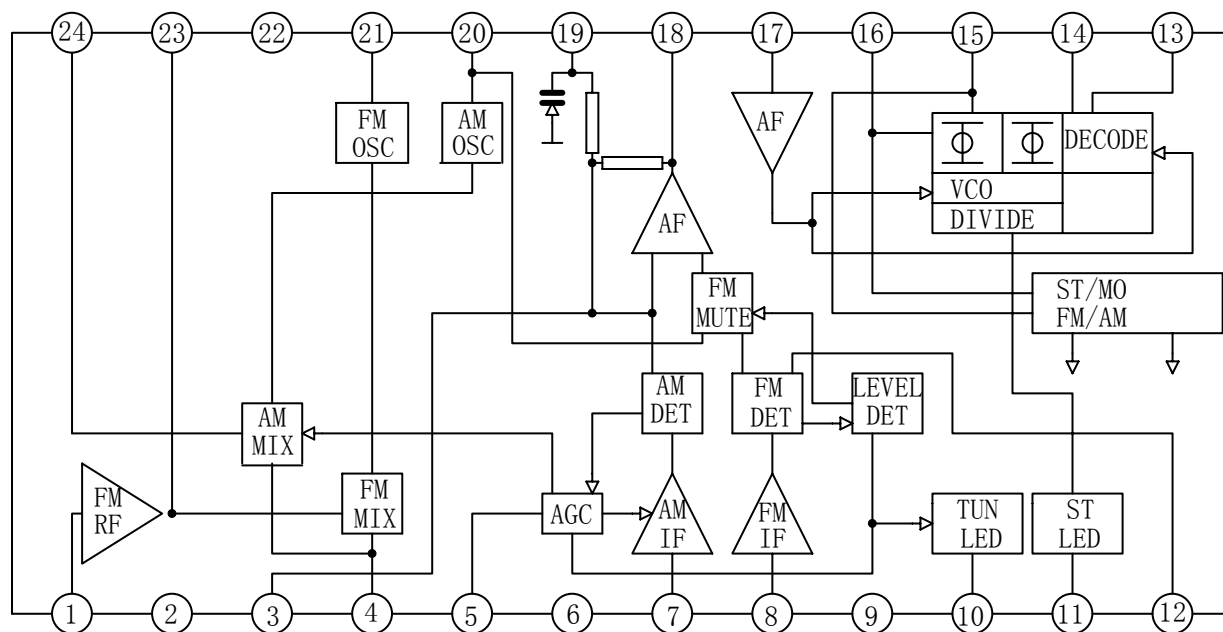 24 23 22 21 20 19 18 17 16 15 14 13
FM
OSC
AM
OSC
AF
DECODE
VCO
DIVIDE
AF
FM
MUTE
ST/MO
FM/AM
AM
MIX
AM
DET
FM
DET
LEVEL
DET
FM
RF
FM
MIX
AGC
AM
IF
FM
IF
TUN
LED
ST
LED
1 2 3 4 5 6 7 8 9 10 11 12